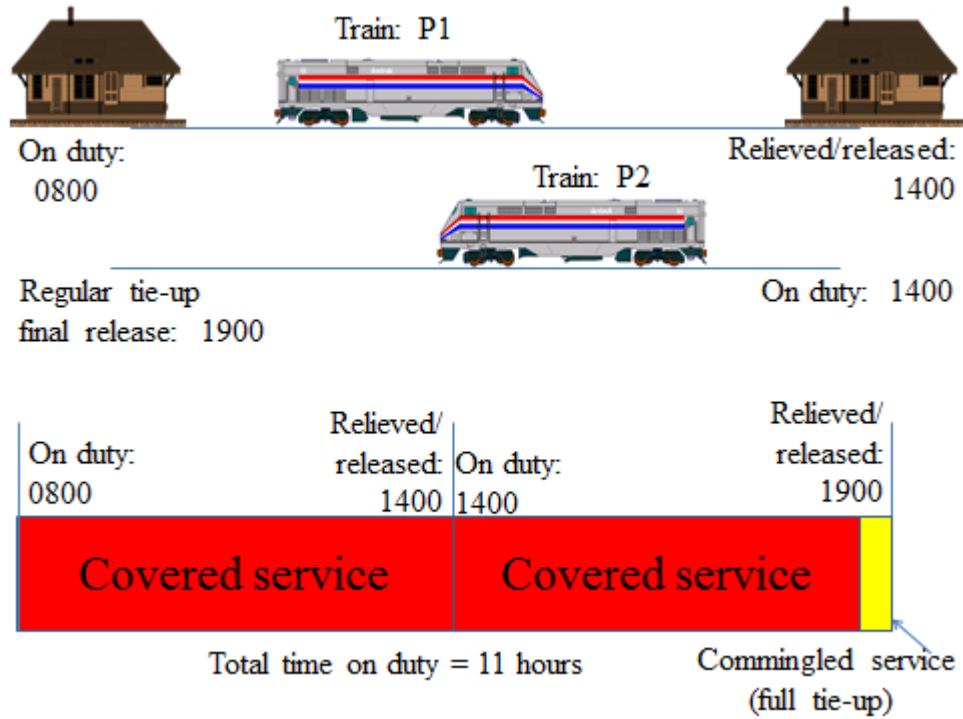 Train: P1
On duty:
0800
Relieved/released:
1400
Train: P2
Regular tie-up
final release: 1900
On duty: 1400
On duty:
0800
Relieved/
released:
1400
On duty:
1400
Relieved/
released:
1900
Covered service
Covered service
Total time on duty = 11 hours
Commingled service
(full tie-up)